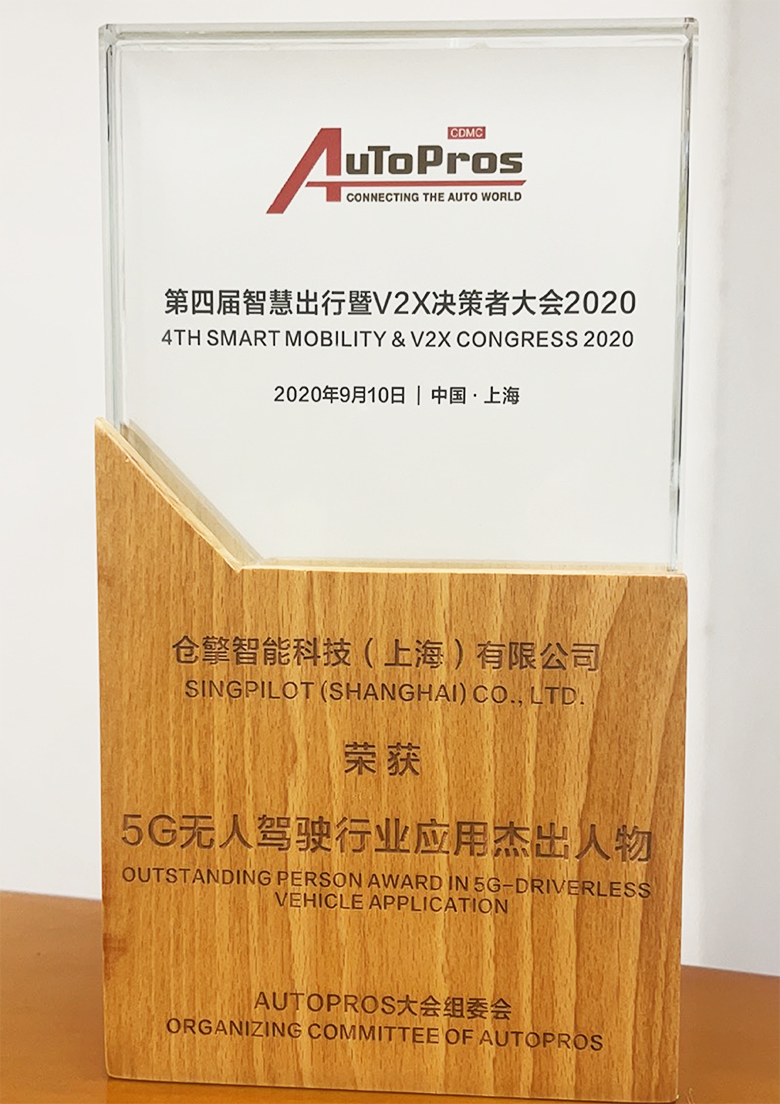 CDMC
AUTOPROS
CONNECTING THE AUTO WORLD
第四届智慧出行暨V2X决策者大会2020
4TH SMART MOBILITY & V2X CONGRESS 2020
2020年9月10日 | 中国·上海
仓擎智能科技(上海)有限公司
SINGPILOT (SHANGHAI) CO., LTD.
荣获
5G无人驾驶行业应用杰出人物
OUTSTANDING PERSON AWARD IN 5G-DRIVERLESS
VEHICLE APPLICATION
AUTOPROS大会组委会
ORGANIZING COMMITTEE OF AUTOPROS